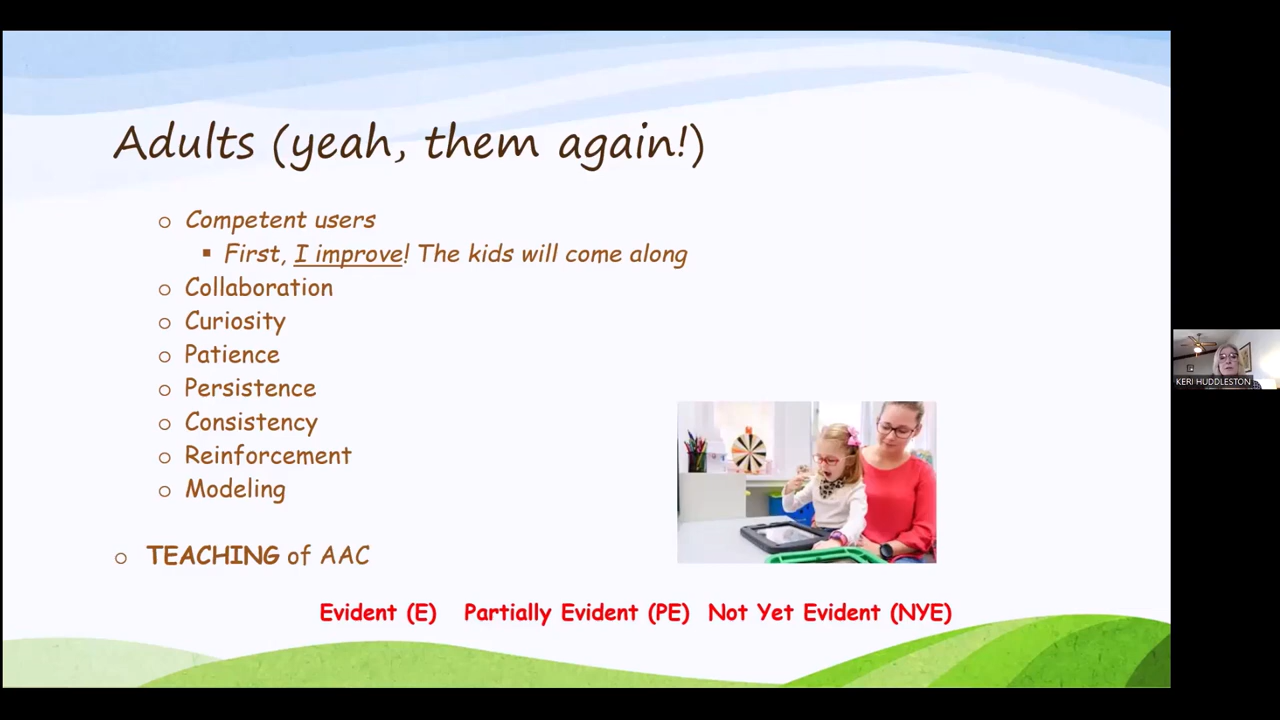 Adults (yeah, them again!)
Competent users
First, I improve! The kids will come along
Collaboration
Curiosity
Patience
Persistence
Consistency
Reinforcement
Modeling
TEACHING of AAC
Evident (E) Partially Evident (PE) Not Yet Evident (NYE)
KERI HUDDLESTON